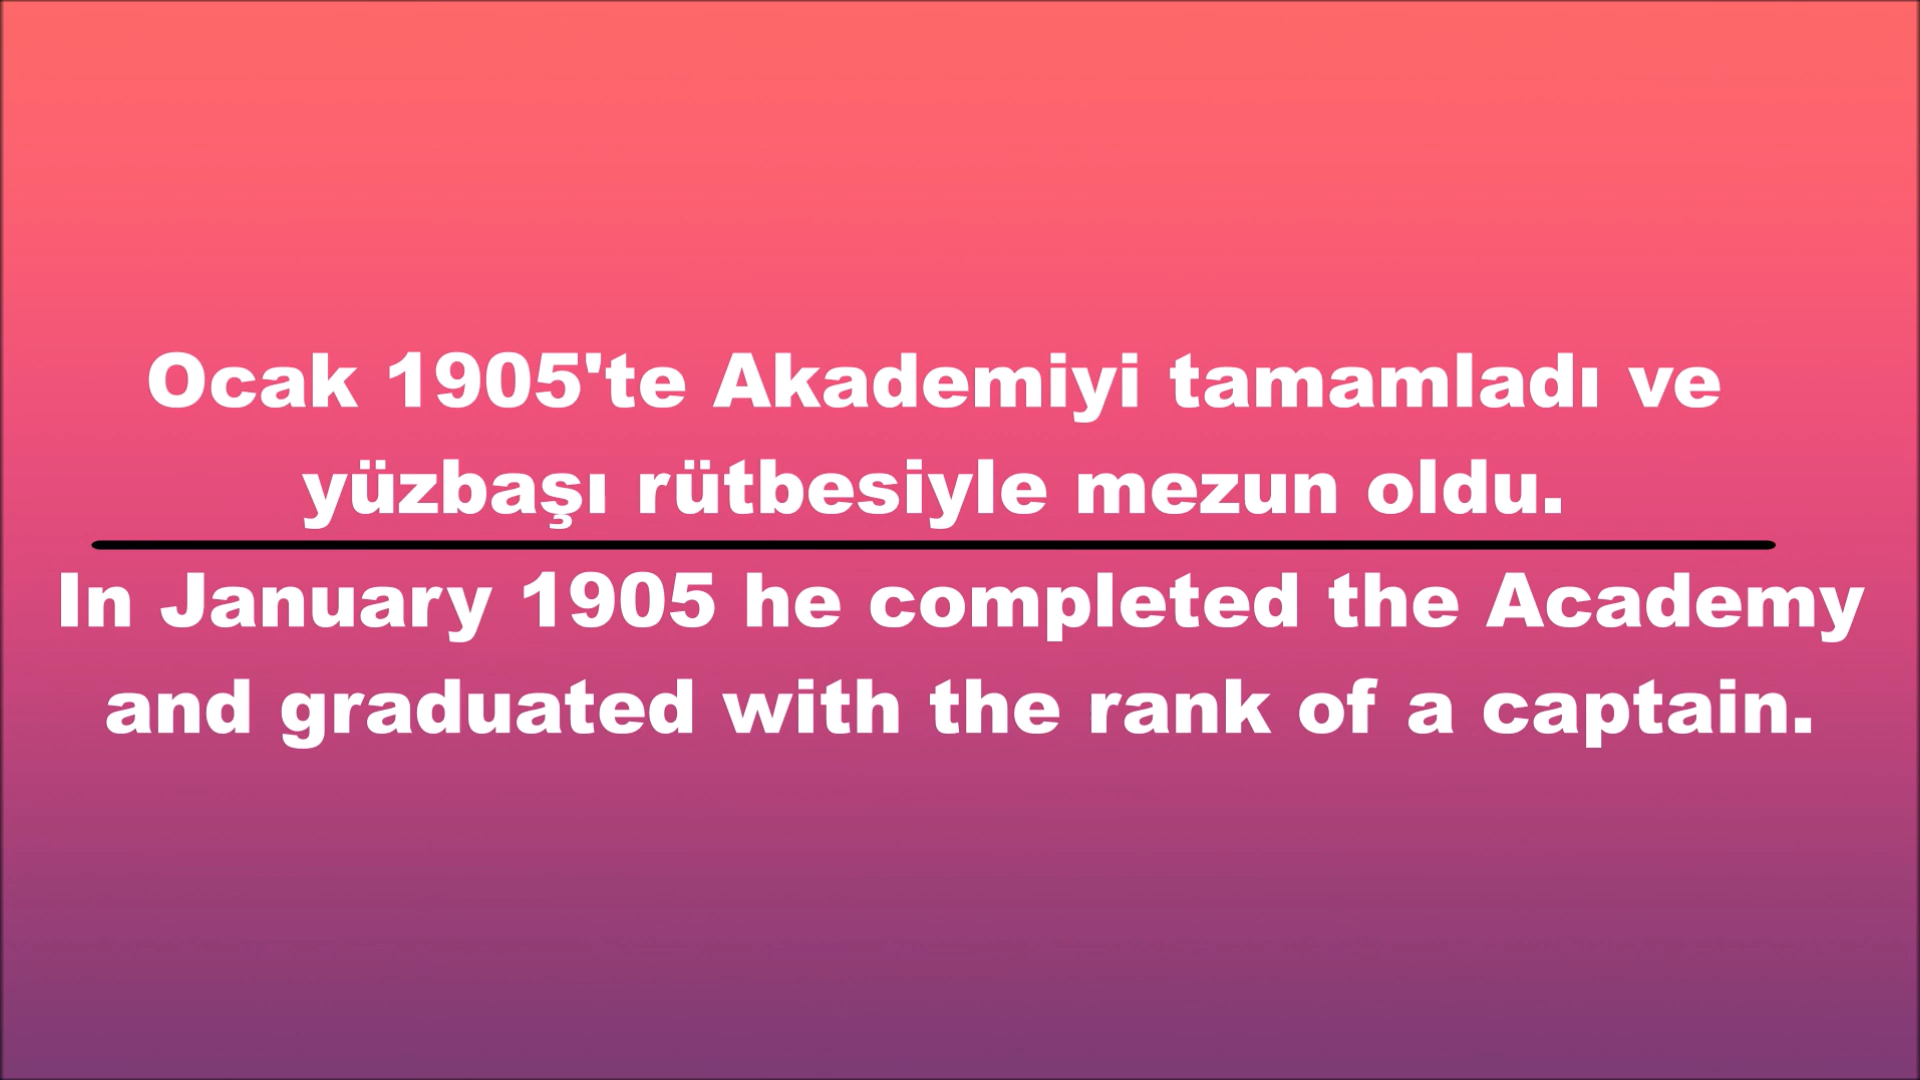 Ocak 1905'te Akademiyi tamamladı ve
yüzbaşı rütbesiyle mezun oldu.
In January 1905 he completed the Academy
and graduated with the rank of a captain.